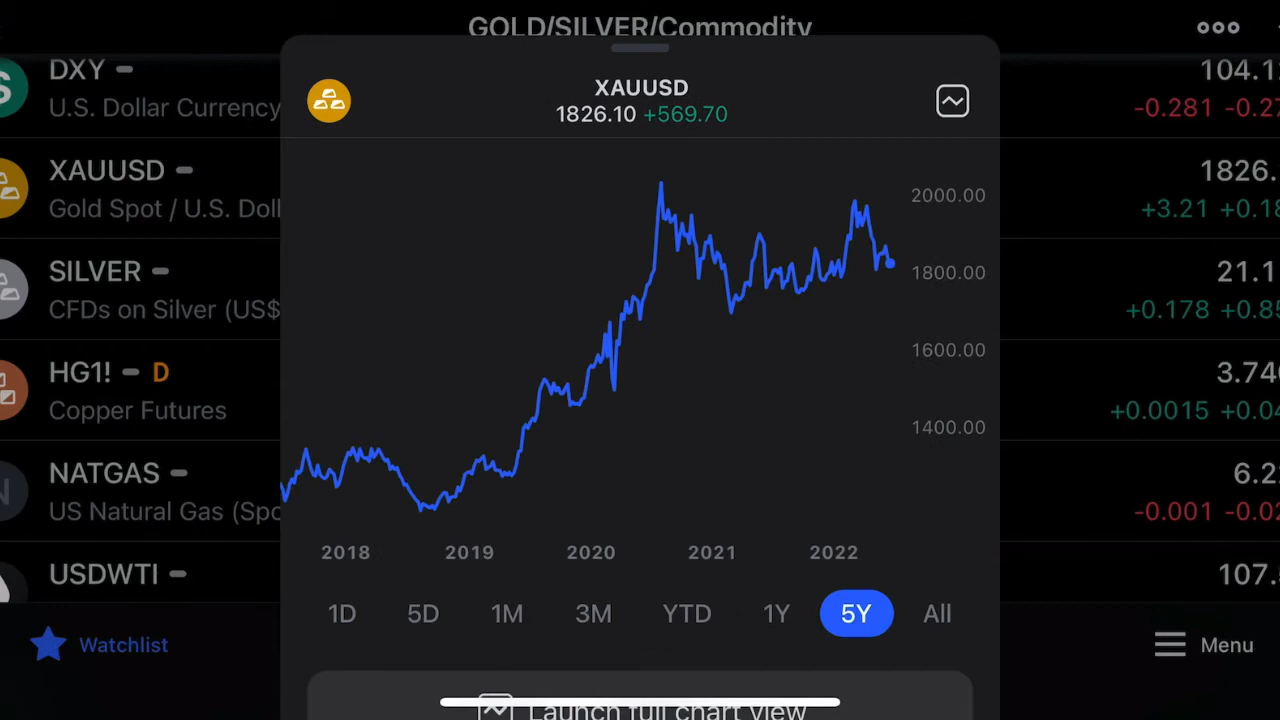 GOLD/SILVER/Commodity
DXY
104.1
U.S. Dollar Currency
-0.281 -0.27
XAUUSD
1826.10 +569.70
XAUUSD
1826.
Gold Spot / U.S. Doll
+3.21 +0.18
SILVER
21.1
CFDs on Silver (US$
+0.178 +0.8
HG1! D
3.74
Copper Futures
+0.0015 +0.04
NATGAS
6.2
US Natural Gas (Spo
-0.001 -0.02
USDWTI
107.
2000.00
1800.00
1600.00
1400.00
2018 2019 2020 2021 2022
1D 5D 1M 3M YTD 1Y 5Y All
Watchlist
Menu
Launch full chart view